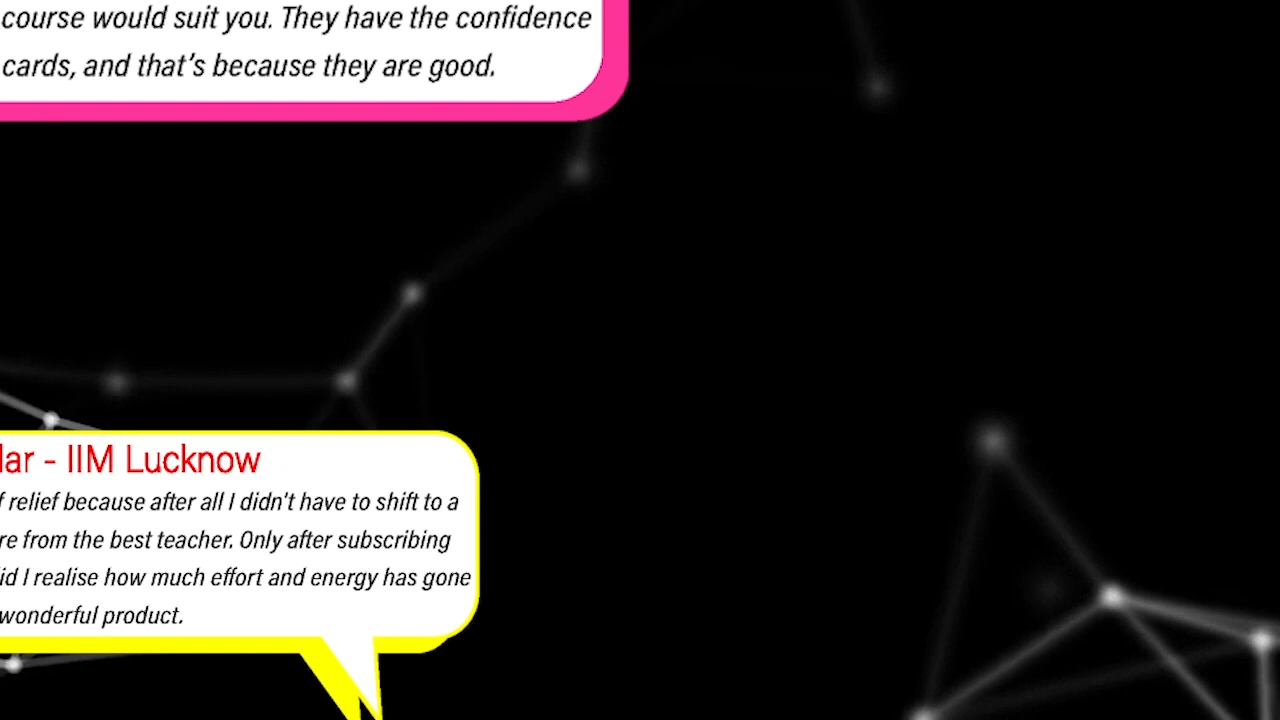 course would suit you. They have the confidence
cards, and that's because they are good.
lar - IIM Lucknow
f relief because after all I didn't have to shift to a
re from the best teacher. Only after subscribing
id I realise how much effort and energy has gone
wonderful product.